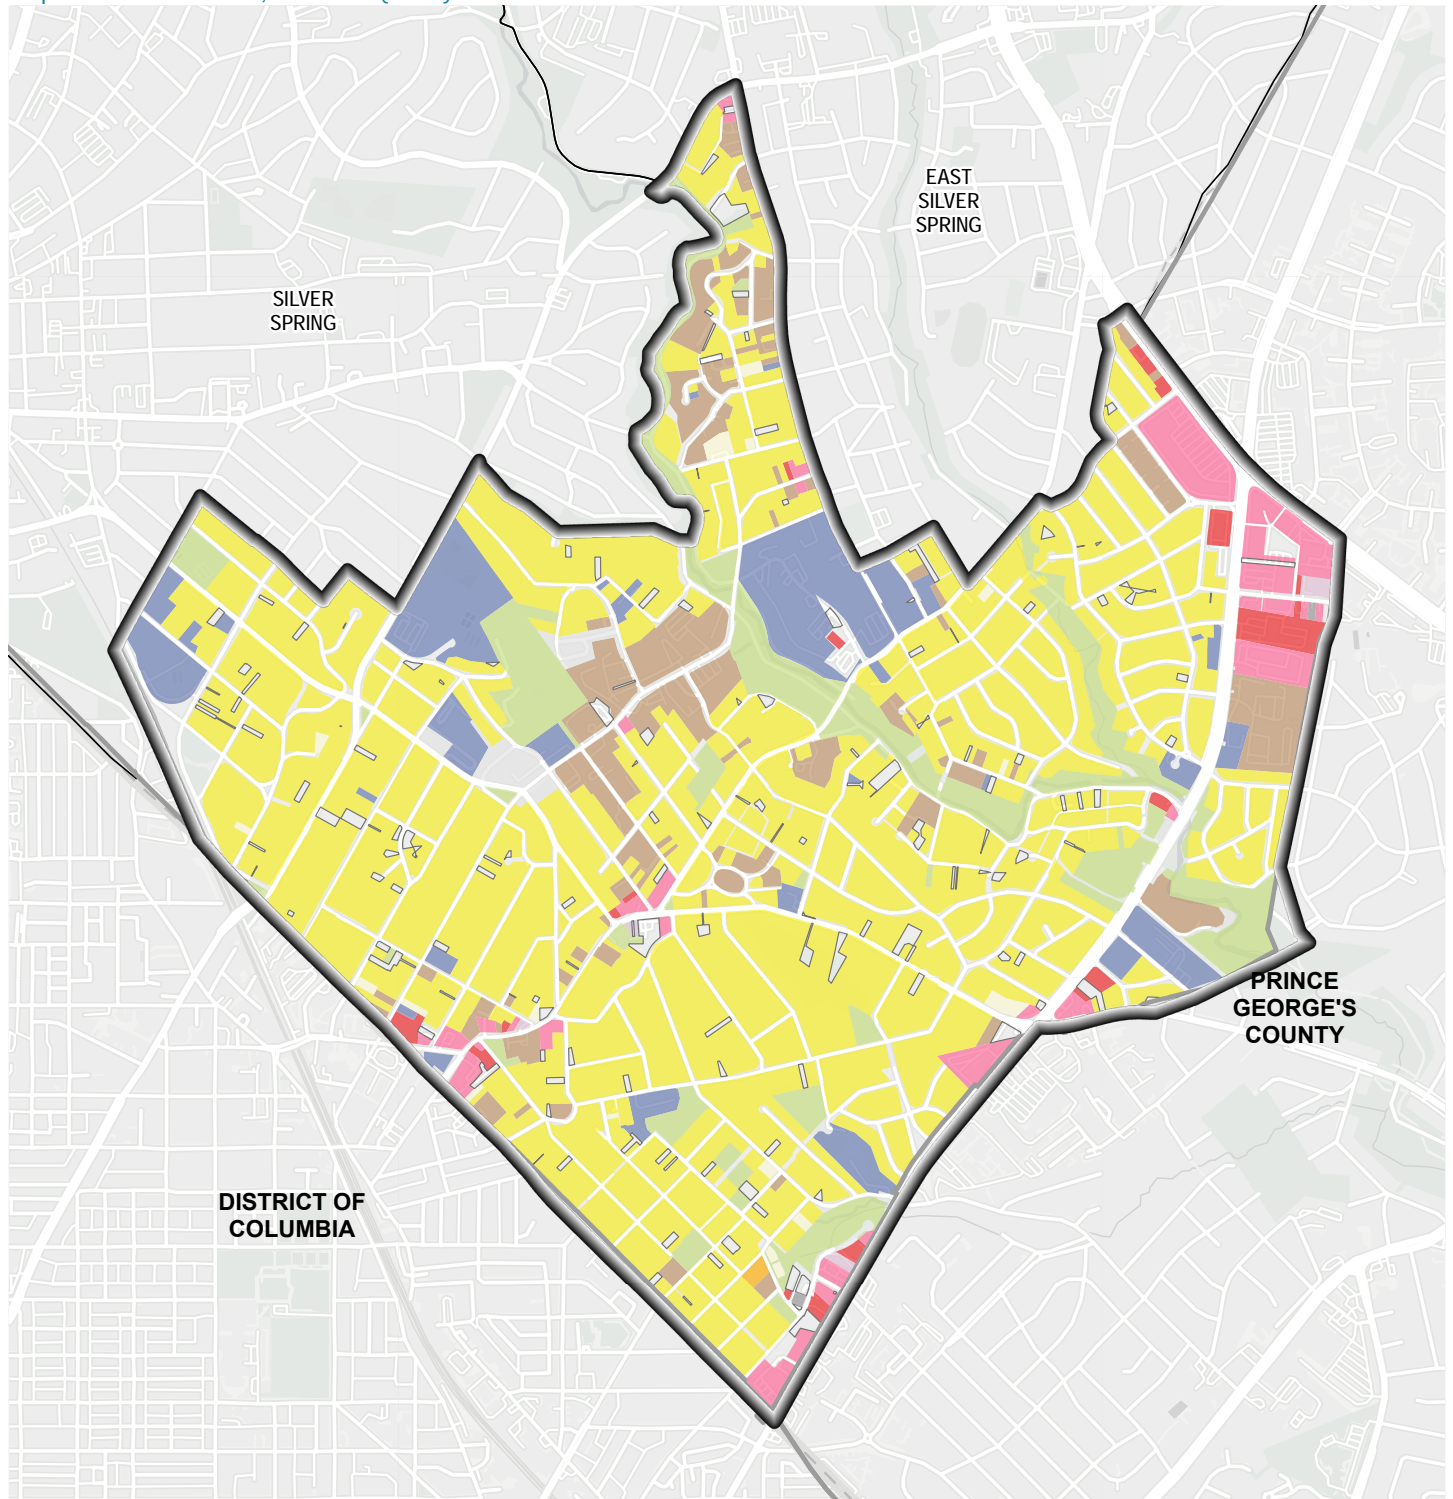 EAST
SILVER
SPRING
SILVER
SPRING
PRINCE
GEORGE'S
COUNTY
DISTRICT OF
COLUMBIA